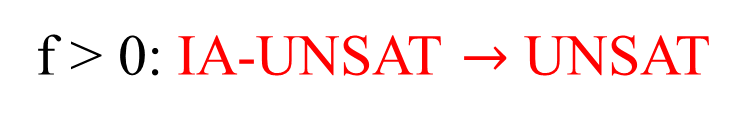 f > 0: IA-UNSAT → UNSAT